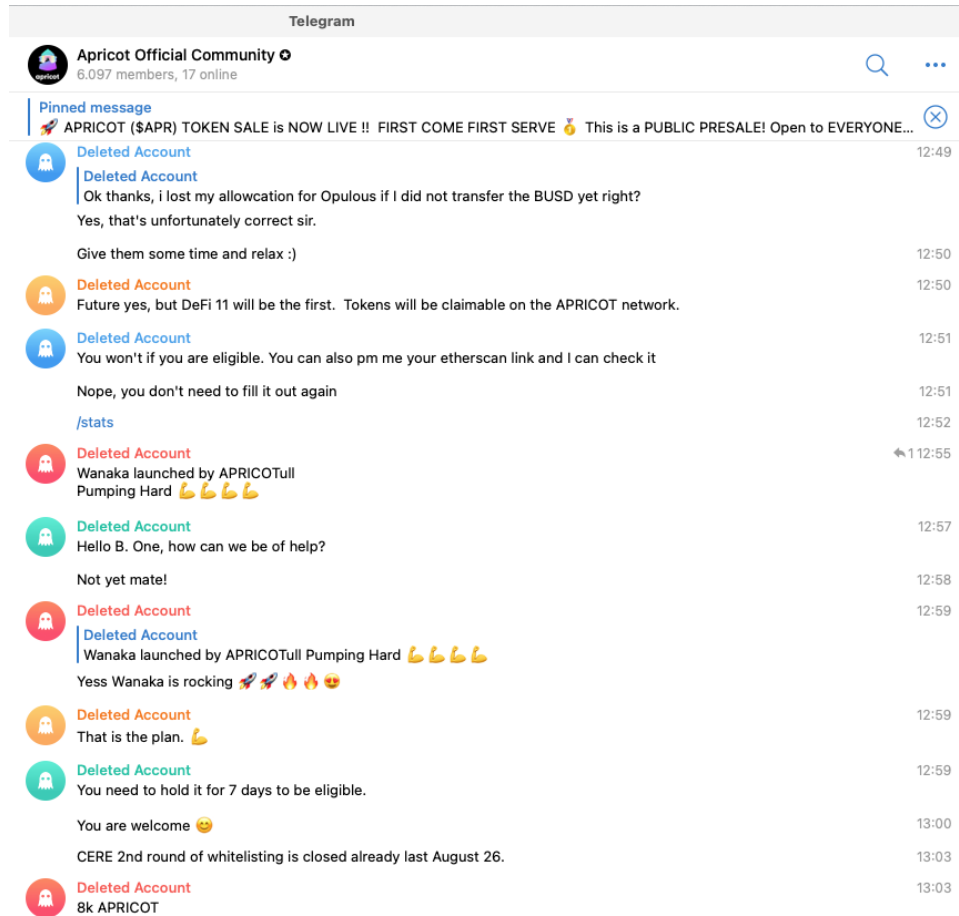 Telegram
apricot
Apricot Official Community ✪
6.097 members, 17 online
Pinned message
🚀 APRICOT ($APR) TOKEN SALE is NOW LIVE !! FIRST COME FIRST SERVE 🥇 This is a PUBLIC PRESALE! Open to EVERYONE...
Deleted Account 12:49
Deleted Account
Ok thanks, i lost my allowcation for Opulous if I did not transfer the BUSD yet right?
Yes, that's unfortunately correct sir.
Give them some time and relax :) 12:50
Deleted Account 12:50
Future yes, but DeFi 11 will be the first. Tokens will be claimable on the APRICOT network.
Deleted Account 12:51
You won't if you are eligible. You can also pm me your etherscan link and I can check it
Nope, you don't need to fill it out again 12:51
/stats 12:52
Deleted Account 1 12:55
Wanaka launched by APRICOTull
Pumping Hard 💪 💪 💪 💪
Deleted Account 12:57
Hello B. One, how can we be of help?
Not yet mate! 12:58
Deleted Account 12:59
Deleted Account
Wanaka launched by APRICOTull Pumping Hard 💪 💪 💪 💪
Yess Wanaka is rocking 🚀 🚀 🔥 🔥 😍
Deleted Account 12:59
That is the plan. 💪
Deleted Account 12:59
You need to hold it for 7 days to be eligible.
You are welcome 😊 13:00
CERE 2nd round of whitelisting is closed already last August 26. 13:03
Deleted Account 13:03
8k APRICOT